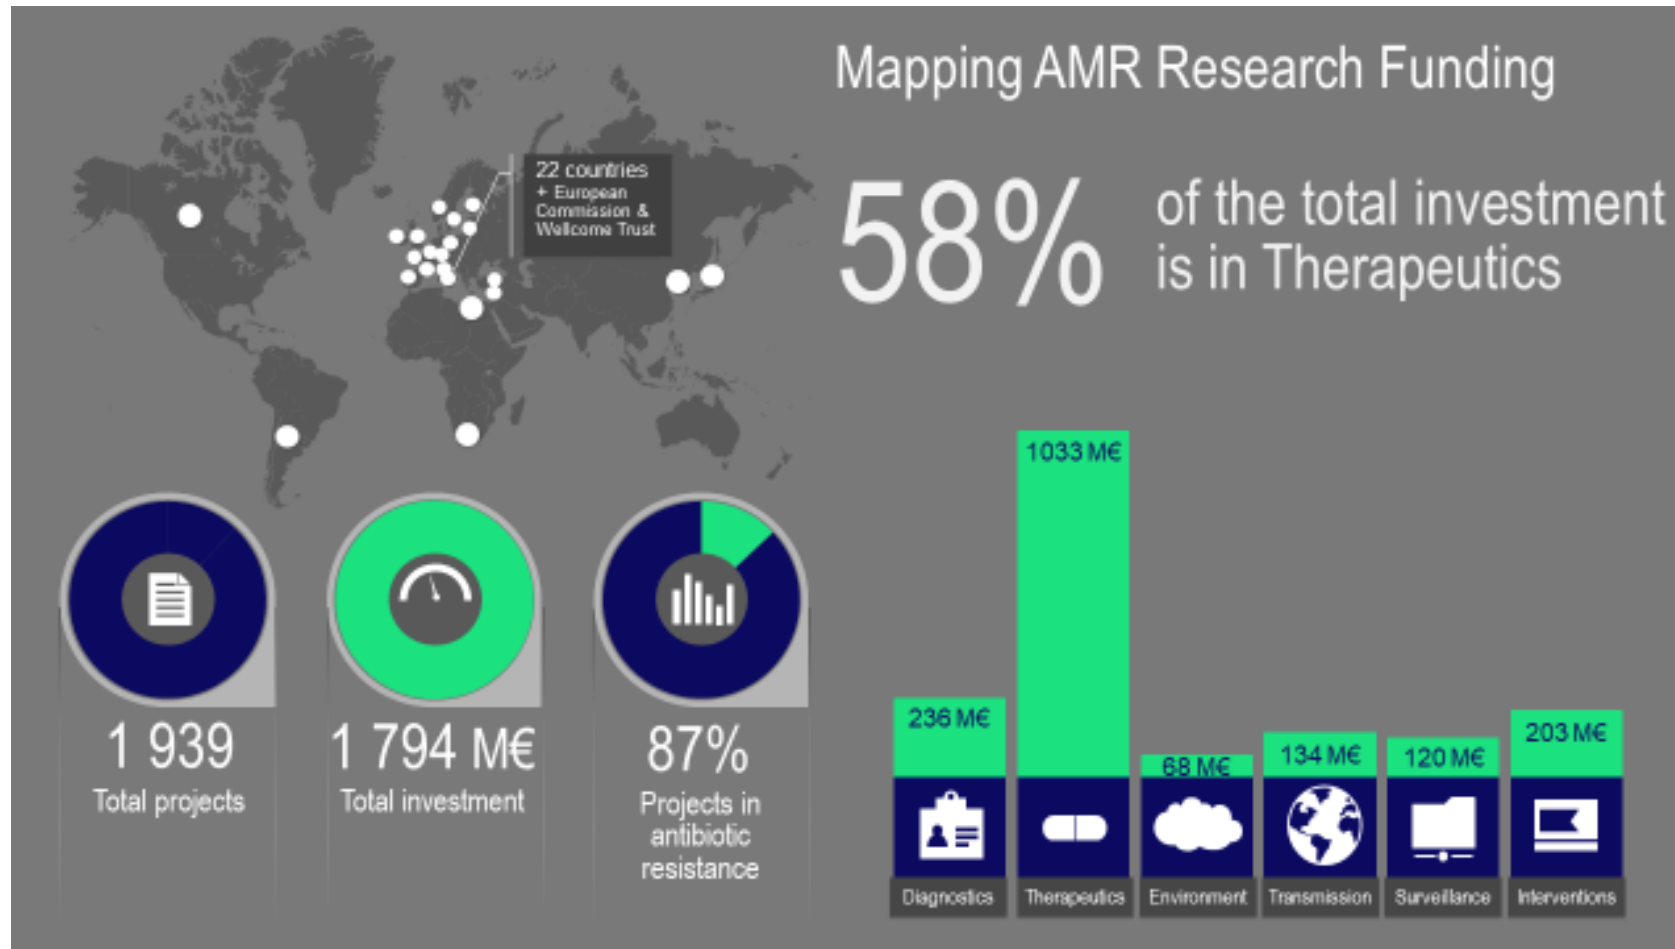 Mapping AMR Research Funding
22 countries
+ European
Commission &
Wellcome Trust
58%
of the total investment
is in Therapeutics
1 939
Total projects
1 794 M€
Total investment
87%
Projects in
antibiotic
resistance
236 M€
1033 M€
68 M€
134 M€
120 M€
203 M€
Diagnostics
Therapeutics
Environment
Transmission
Surveillance
Interventions